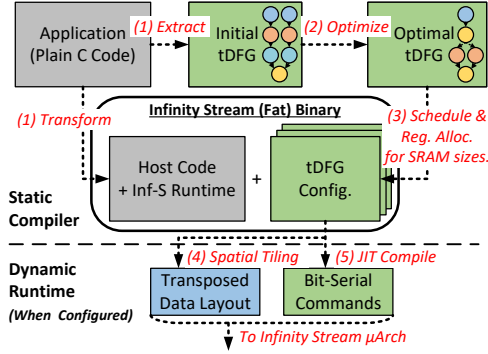 Application
(Plain C Code)
(1) Extract
Initial
tDFG
(2) Optimize
Optimal
tDFG
(1) Transform
Infinity Stream (Fat) Binary
(3) Schedule &
Reg. Alloc.
for SRAM sizes.
Host Code
+ Inf-S Runtime
+
tDFG
Config.
Static
Compiler
(4) Spatial Tiling
(5) JIT Compile
Dynamic
Runtime
(When Configured)
Transposed
Data Layout
Bit-Serial
Commands
To Infinity Stream µArch